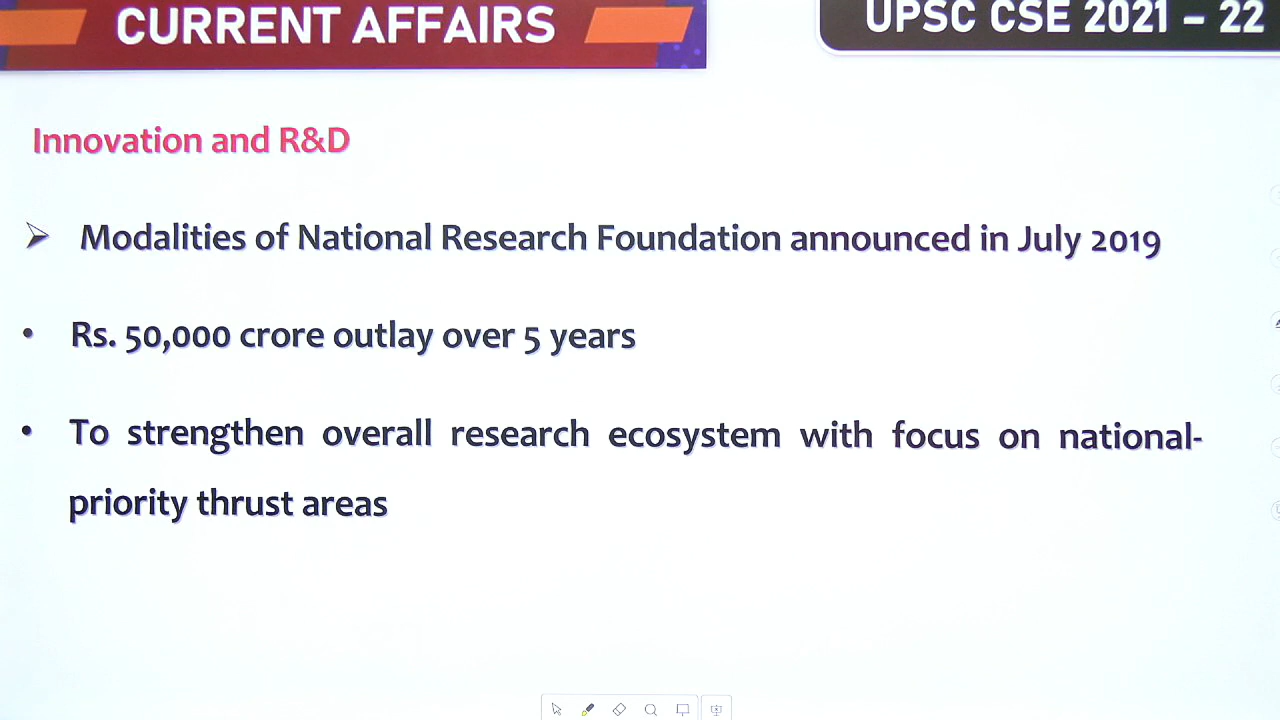 CURRENT AFFAIRS
UPSC CSE 2021 – 22
Innovation and R&D
➢ Modalities of National Research Foundation announced in July 2019
• Rs. 50,000 crore outlay over 5 years
• To strengthen overall research ecosystem with focus on national-
priority thrust areas